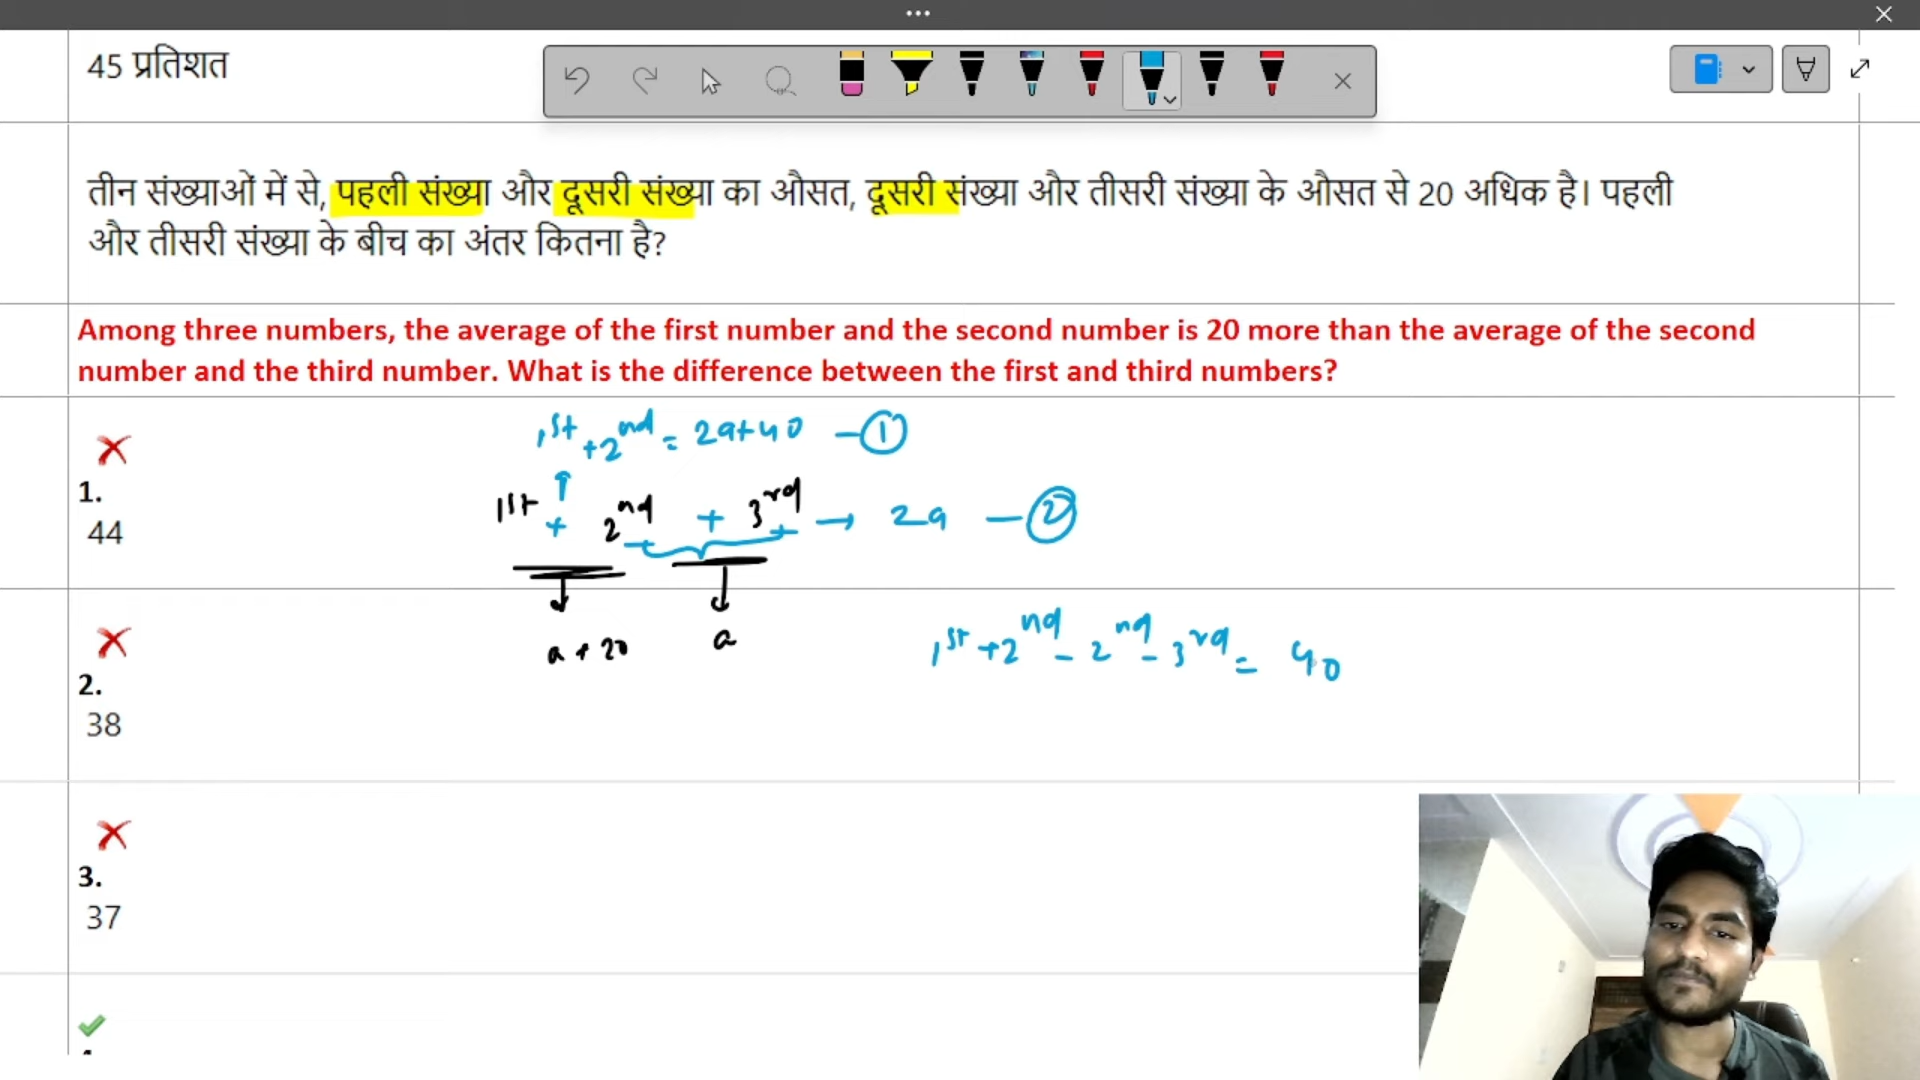 45 प्रतिशत
तीन संख्याओं में से, पहली संख्या और दूसरी संख्या का औसत, दूसरी संख्या और तीसरी संख्या के औसत से 20 अधिक है। पहली
और तीसरी संख्या के बीच का अंतर कितना है?
Among three numbers, the average of the first number and the second number is 20 more than the average of the second
number and the third number. What is the difference between the first and third numbers?
1st + 2nd = 2a+40 - 1
1.
1st + 2nd + 3rd → 2a - 2
44
a + 20 a
1st + 2nd - 2nd - 3rd = 40
2.
38
3.
37